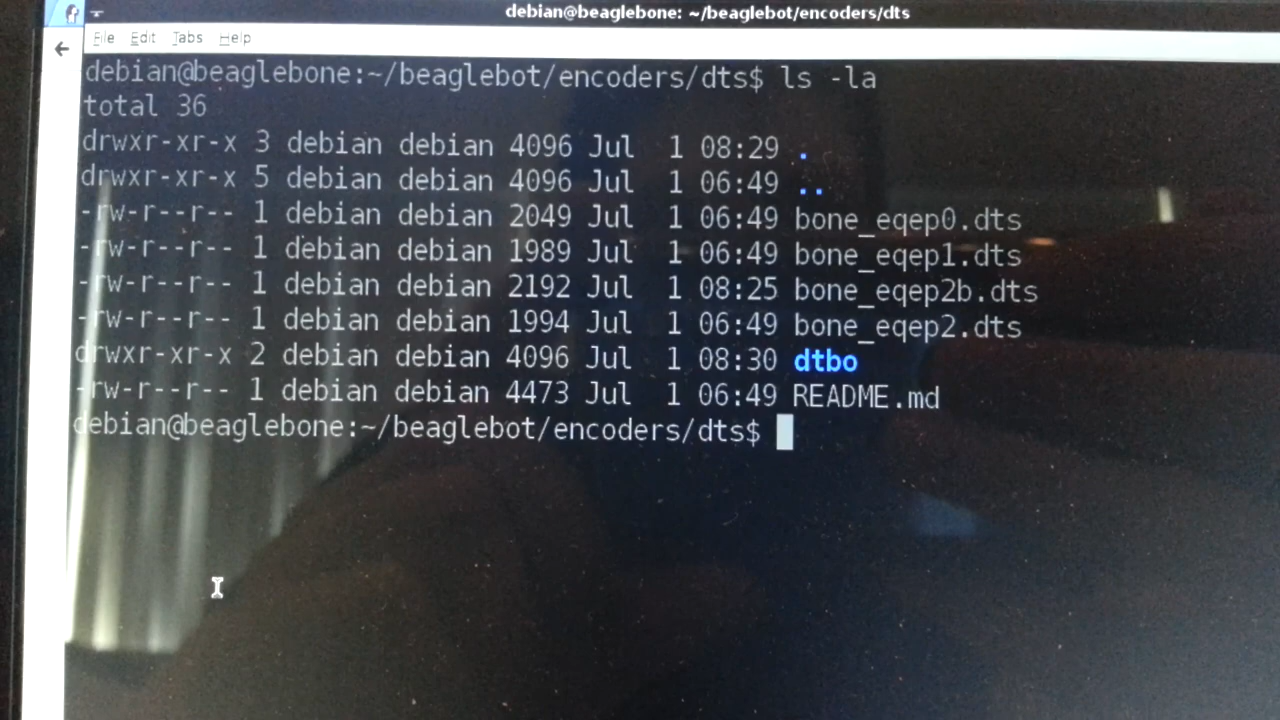 debian@beaglebone: ~/beaglebot/encoders/dts
File Edit Tabs Help
debian@beaglebone:~/beaglebot/encoders/dts$ ls -la
total 36
drwxr-xr-x 3 debian debian 4096 Jul  1 08:29 .
drwxr-xr-x 5 debian debian 4096 Jul  1 06:49 ..
-rw-r--r-- 1 debian debian 2049 Jul  1 06:49 bone_eqep0.dts
-rw-r--r-- 1 debian debian 1989 Jul  1 06:49 bone_eqep1.dts
-rw-r--r-- 1 debian debian 2192 Jul  1 08:25 bone_eqep2b.dts
-rw-r--r-- 1 debian debian 1994 Jul  1 06:49 bone_eqep2.dts
drwxr-xr-x 2 debian debian 4096 Jul  1 08:30 dtbo
-rw-r--r-- 1 debian debian 4473 Jul  1 06:49 README.md
debian@beaglebone:~/beaglebot/encoders/dts$